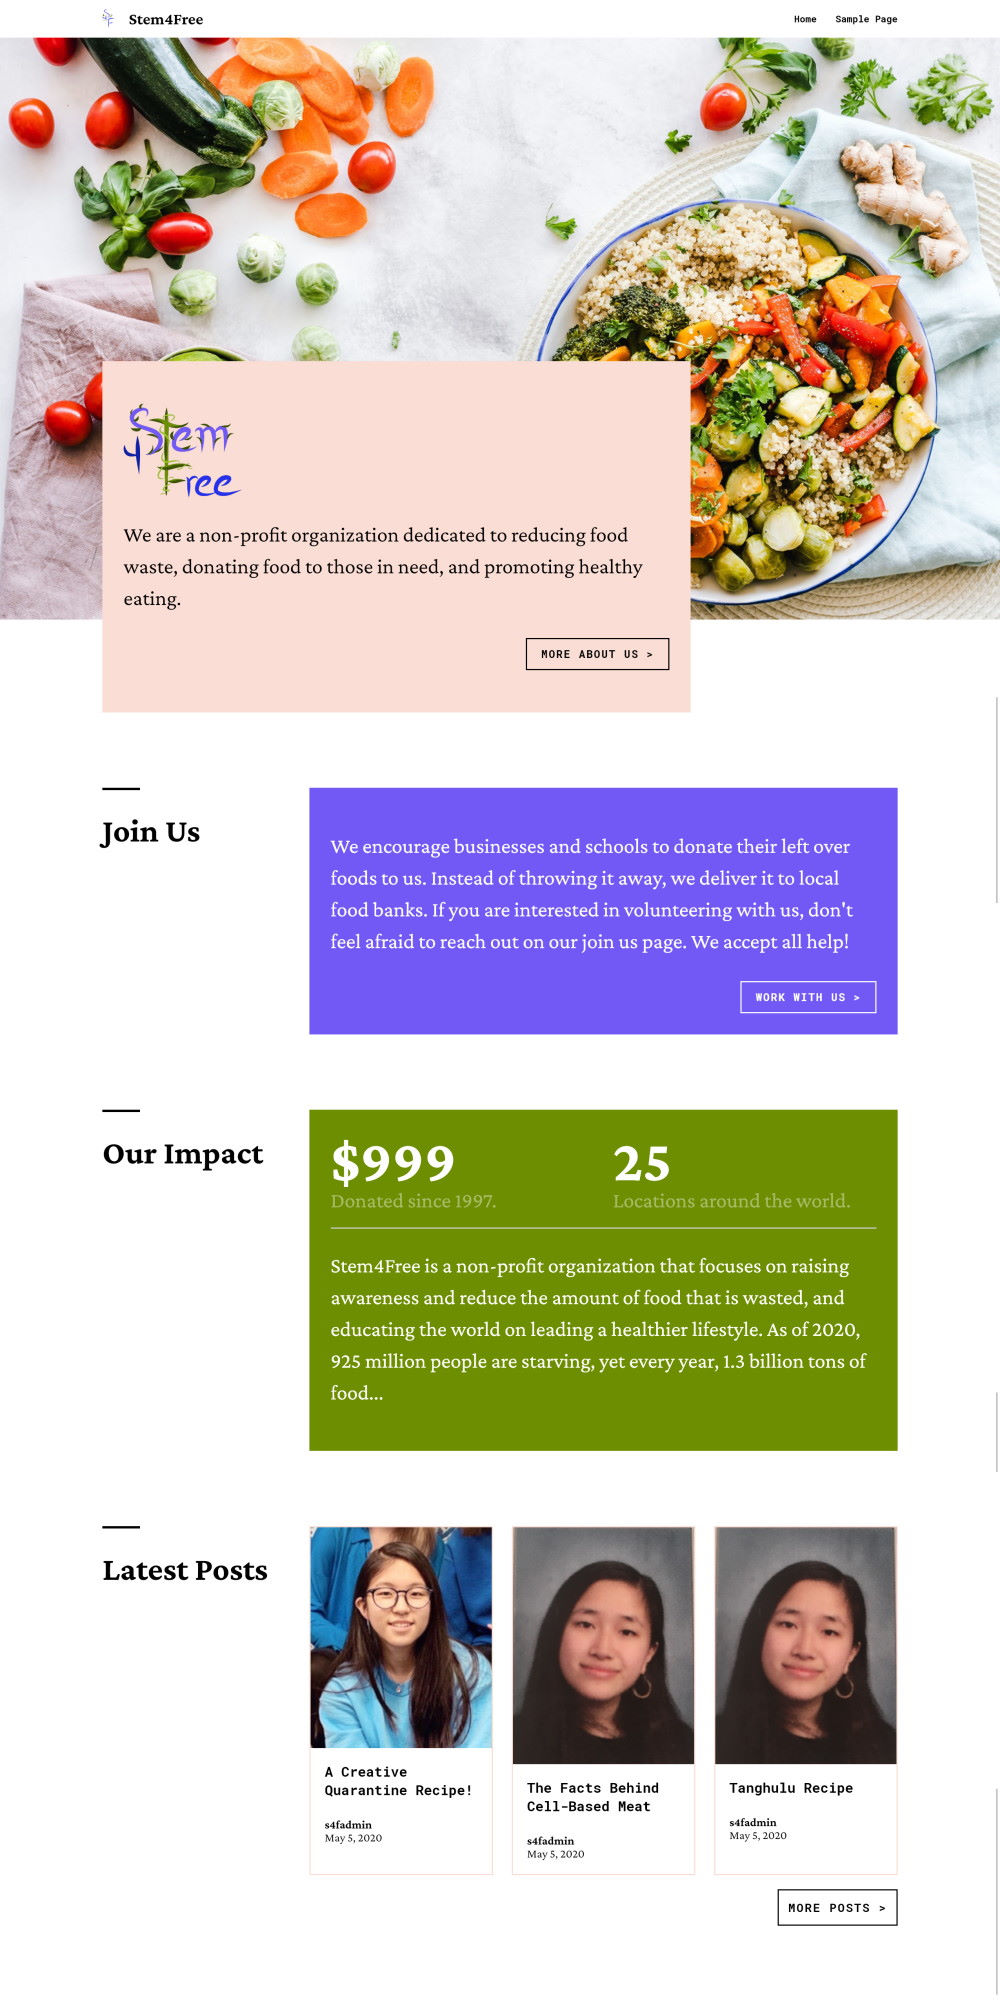 Stem4Free
Home Sample Page
Stem
4
Free
We are a non-profit organization dedicated to reducing food
waste, donating food to those in need, and promoting healthy
eating.
MORE ABOUT US >
Join Us
We encourage businesses and schools to donate their left over
foods to us. Instead of throwing it away, we deliver it to local
food banks. If you are interested in volunteering with us, don't
feel afraid to reach out on our join us page. We accept all help!
WORK WITH US >
Our Impact
$999 25
Donated since 1997. Locations around the world.
Stem4Free is a non-profit organization that focuses on raising
awareness and reduce the amount of food that is wasted, and
educating the world on leading a healthier lifestyle. As of 2020,
925 million people are starving, yet every year, 1.3 billion tons of
food...
Latest Posts
A Creative
Quarantine Recipe!
s4fadmin
May 5, 2020
The Facts Behind
Cell-Based Meat
s4fadmin
May 5, 2020
Tanghulu Recipe
s4fadmin
May 5, 2020
MORE POSTS >